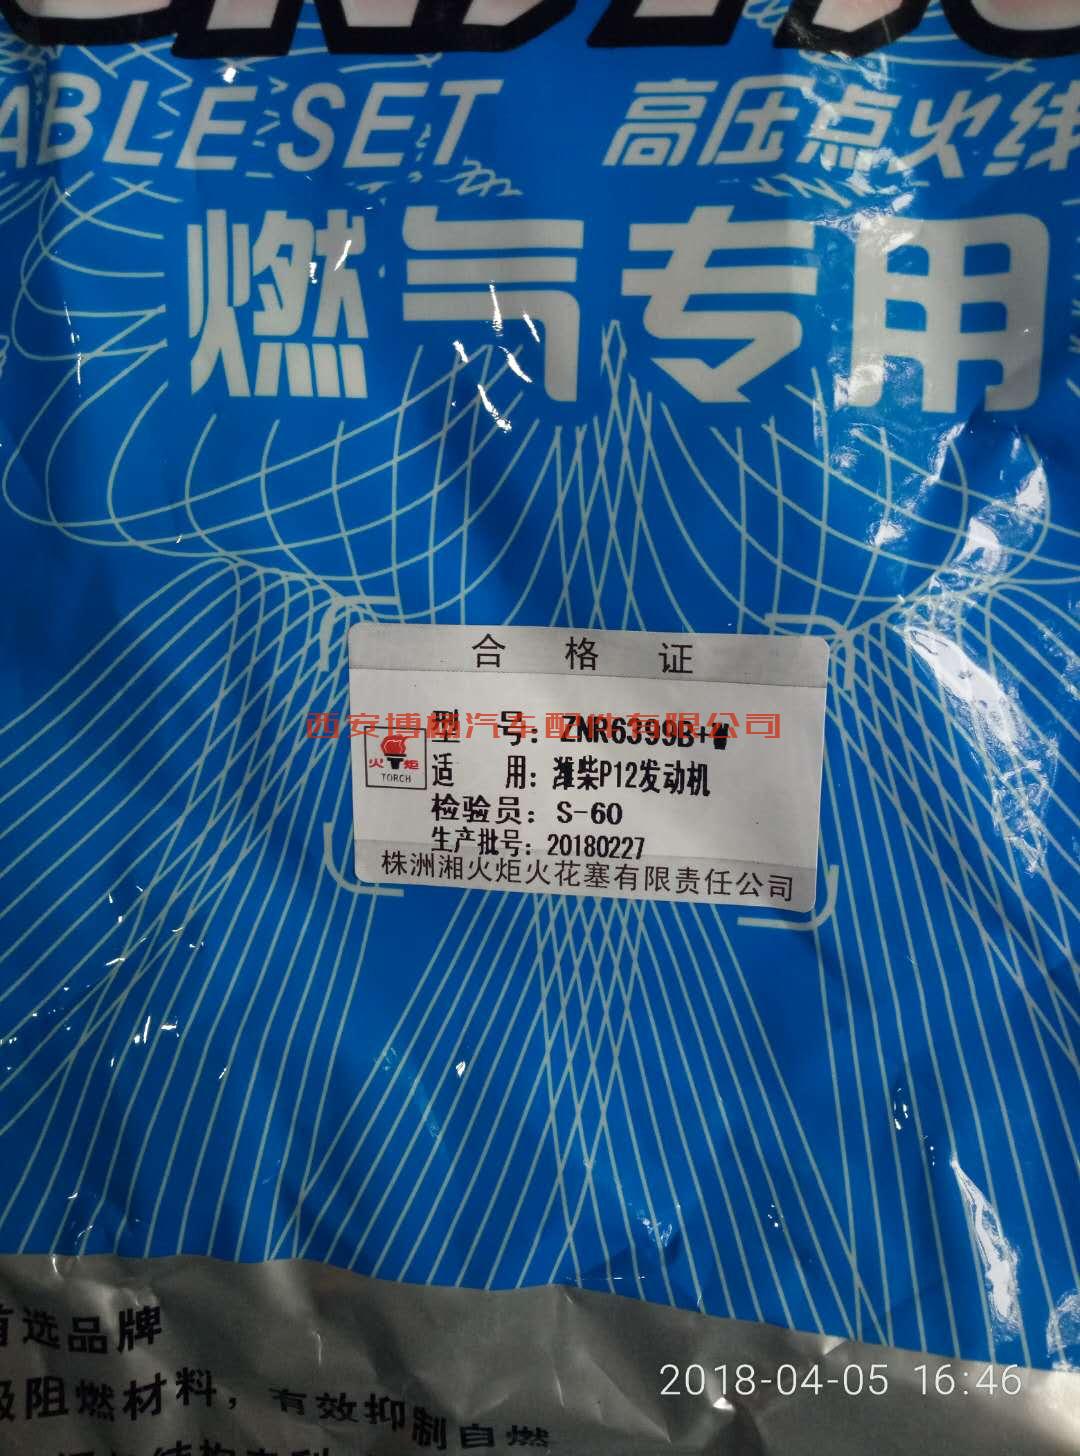 ABLE SET 高压点火线
燃气专用
合格证
型 号: ZNR6399B+
火炬
TORCH
适 用: 潍柴P12发动机
检验员: S-60
生产批号: 20180227
株洲湘火炬火花塞有限责任公司
西安博 汽车配件有限公司
首选品牌
级阻燃材料, 有效抑制自燃
2018-04-05 16:46